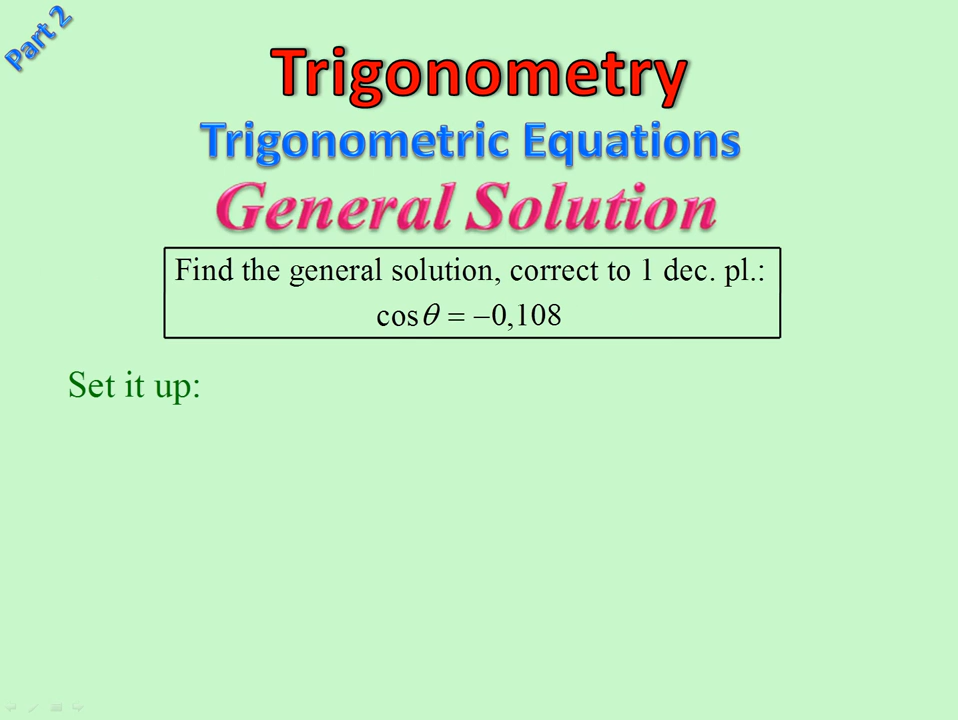 Part 2
Trigonometry
Trigonometric Equations
General Solution
Find the general solution, correct to 1 dec. pl.:
cosθ = −0,108
Set it up: